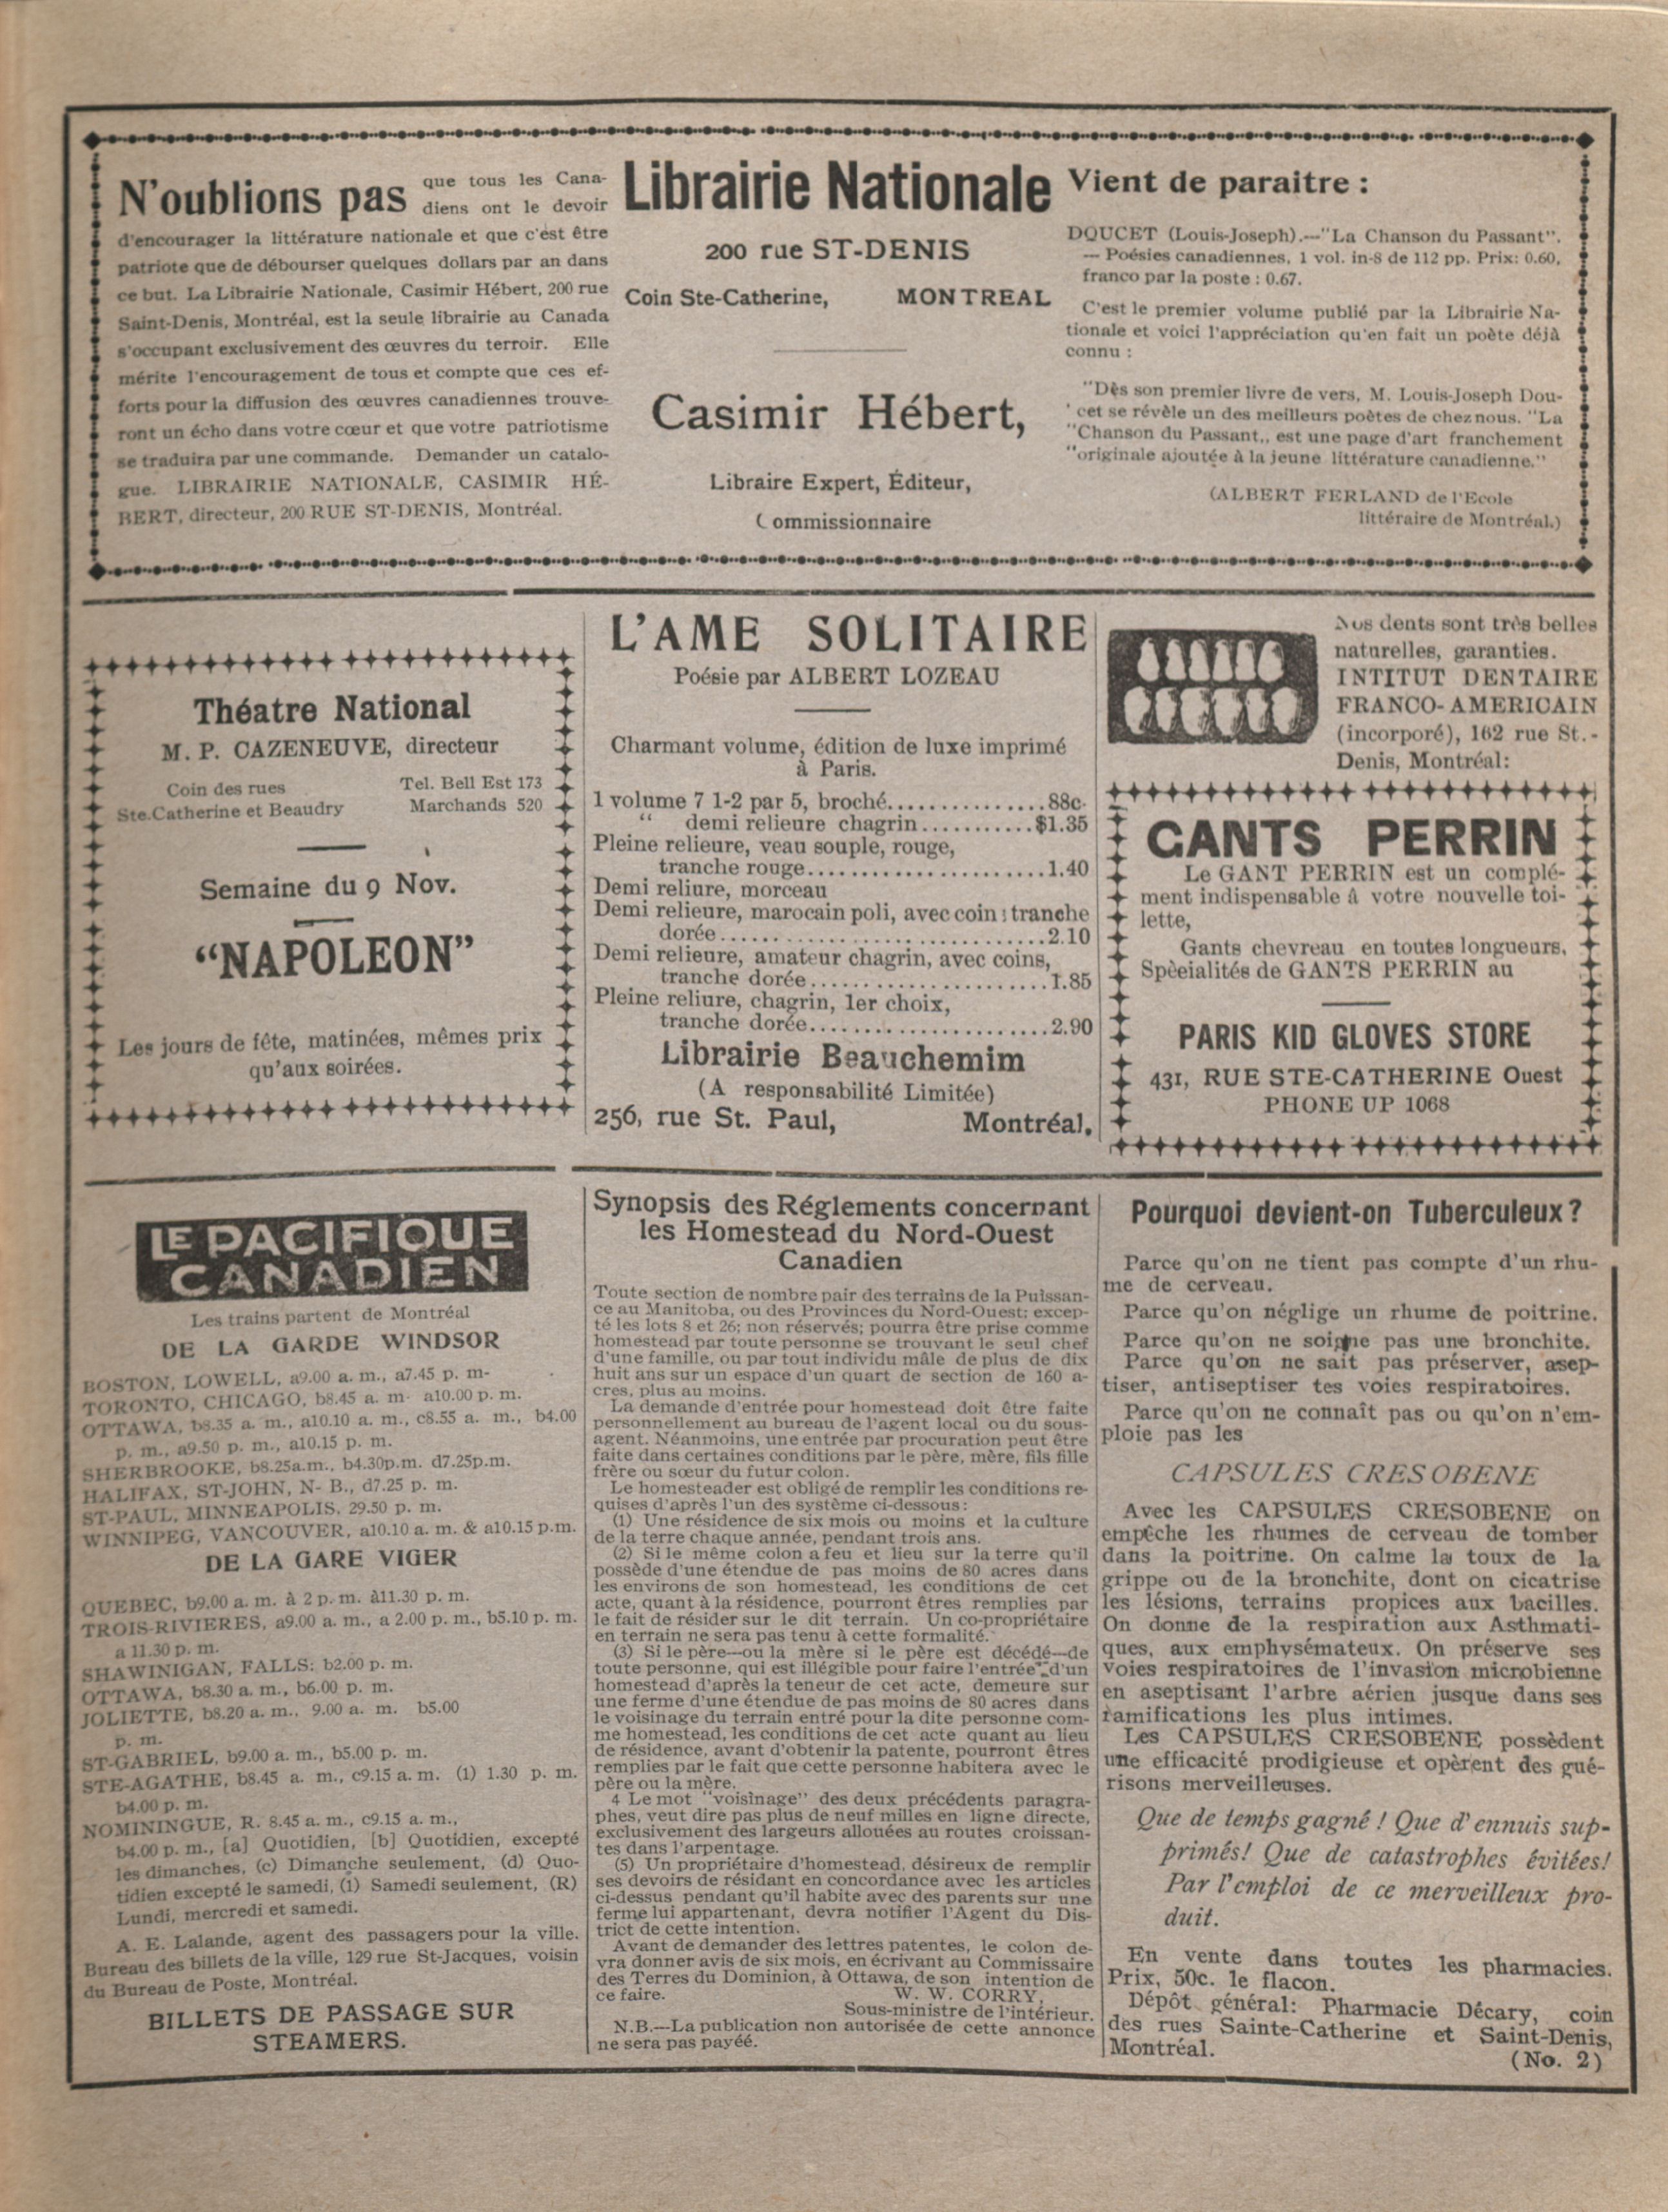 N'oublions pas que tous les Cana-
diens ont le devoir
d'encourager la littérature nationale et que c'est être
patriote que de débourser quelques dollars par an dans
ce but. La Librairie Nationale, Casimir Hébert, 200 rue
Saint-Denis, Montréal, est la seule librairie au Canada
s'occupant exclusivement des œuvres du terroir. Elle
mérite l'encouragement de tous et compte que ces ef-
forts pour la diffusion des œuvres canadiennes trouve-
ront un écho dans votre cœur et que votre patriotisme
se traduira par une commande. Demander un catalo-
gue. LIBRAIRIE NATIONALE, CASIMIR HÉ-
BERT, directeur, 200 RUE ST-DENIS, Montréal.
Librairie Nationale
200 rue ST-DENIS
Coin Ste-Catherine, MONTREAL
Casimir Hébert,
Libraire Expert, Éditeur,
Commissionnaire
Vient de paraitre :
DOUCET (Louis-Joseph).—"La Chanson du Passant".
— Poésies canadiennes, 1 vol. in-8 de 112 pp. Prix: 0.60,
franco par la poste : 0.67.
C'est le premier volume publié par la Librairie Na-
tionale et voici l'appréciation qu'en fait un poète déjà
connu :
"Dès son premier livre de vers, M. Louis-Joseph Dou-
'cet se révèle un des meilleurs poètes de chez nous. "La
"Chanson du Passant,, est une page d'art franchement
"originale ajoutée à la jeune littérature canadienne."
(ALBERT FERLAND de l'Ecole
littéraire de Montréal.)
Théatre National
M. P. CAZENEUVE, directeur
Coin des rues Tel. Bell Est 173
Ste.Catherine et Beaudry Marchands 520
Semaine du 9 Nov.
"NAPOLEON"
Les jours de fête, matinées, mêmes prix
qu'aux soirées.
L'AME SOLITAIRE
Poésie par ALBERT LOZEAU
Charmant volume, édition de luxe imprimé
à Paris.
1 volume 7 1-2 par 5, broché...............88c.
" demi relieure chagrin...........$1.35
Pleine relieure, veau souple, rouge,
tranche rouge......................1.40
Demi reliure, morceau
Demi relieure, marocain poli, avec coin : tranche
dorée..............................2.10
Demi relieure, amateur chagrin, avec coins,
tranche dorée......................1.85
Pleine reliure, chagrin, 1er choix,
tranche dorée......................2.90
Librairie Beauchemim
(A responsabilité Limitée)
256, rue St. Paul, Montréal.
Nos dents sont très belles
naturelles, garanties.
INTITUT DENTAIRE
FRANCO-AMERICAIN
(incorporé), 162 rue St.-
Denis, Montréal:
GANTS PERRIN
Le GANT PERRIN est un complé-
ment indispensable à votre nouvelle toi-
lette,
Gants chevreau en toutes longueurs,
Spèeialités de GANTS PERRIN au
PARIS KID GLOVES STORE
431, RUE STE-CATHERINE Ouest
PHONE UP 1068
LE PACIFIQUE
CANADIEN
Les trains partent de Montréal
DE LA GARDE WINDSOR
BOSTON, LOWELL, a9.00 a. m., a7.45 p. m-
TORONTO, CHICAGO, b8.45 a. m· a10.00 p. m.
OTTAWA, b8.35 a. m., a10.10 a. m., c8.55 a. m., b4.00
p. m., a9.50 p. m., a10.15 p. m.
SHERBROOKE, b8.25a.m., b4.30p.m. d7.25p.m.
HALIFAX, ST-JOHN, N- B., d7.25 p. m.
ST-PAUL, MINNEAPOLIS, 29.50 p. m.
WINNIPEG, VANCOUVER, a10.10 a. m. & a10.15 p.m.
DE LA GARE VIGER
QUEBEC, b9.00 a. m. à 2 p. m. à11.30 p. m.
TROIS-RIVIERES, a9.00 a. m., a 2.00 p. m., b5.10 p. m.
a 11.30 p. m.
SHAWINIGAN, FALLS: b2.00 p. m.
OTTAWA, b8.30 a. m., b6.00 p. m.
JOLIETTE, b8.20 a. m., 9.00 a. m. b5.00
p. m.
ST-GABRIEL, b9.00 a. m., b5.00 p. m.
STE-AGATHE, b8.45 a. m., c9.15 a. m. (1) 1.30 p. m.
b4.00 p. m.
NOMININGUE, R. 8.45 a. m., c9.15 a. m.,
b4.00 p. m., [a] Quotidien, [b] Quotidien, excepté
les dimanches, (c) Dimanche seulement, (d) Quo-
tidien excepté le samedi, (i) Samedi seulement, (R)
Lundi, mercredi et samedi.
A. E. Lalande, agent des passagers pour la ville.
Bureau des billets de la ville, 129 rue St-Jacques, voisin
du Bureau de Poste, Montréal.
BILLETS DE PASSAGE SUR
STEAMERS.
Synopsis des Réglements concernant
les Homestead du Nord-Ouest
Canadien
Toute section de nombre pair des terrains de la Puissan-
ce au Manitoba, ou des Provinces du Nord-Ouest; excep-
té les lots 8 et 26; non réservés; pourra être prise comme
homestead par toute personne se trouvant le seul chef
d'une famille, ou par tout individu mâle de plus de dix
huit ans sur un espace d'un quart de section de 160 a-
cres, plus au moins.
La demande d'entrée pour homestead doit être faite
personnellement au bureau de l'agent local ou du sous-
agent. Néanmoins, une entrée par procuration peut être
faite dans certaines conditions par le père, mère, fils fille
frère ou sœur du futur colon.
Le homesteader est obligé de remplir les conditions re-
quises d'après l'un des système ci-dessous:
(1) Une résidence de six mois ou moins et la culture
de la terre chaque année, pendant trois ans.
(2) Si le même colon a feu et lieu sur la terre qu'il
possède d'une étendue de pas moins de 80 acres dans
les environs de son homestead, les conditions de cet
acte, quant à la résidence, pourront êtres remplies par
le fait de résider sur le dit terrain. Un co-propriétaire
en terrain ne sera pas tenu à cette formalité.
(3) Si le père—ou la mère si le père est décédé—de
toute personne, qui est illégible pour faire l'entrée d'un
homestead d'après la teneur de cet acte, demeure sur
une ferme d'une étendue de pas moins de 80 acres dans
le voisinage du terrain entré pour la dite personne com-
me homestead, les conditions de cet acte quant au lieu
de résidence, avant d'obtenir la patente, pourront êtres
remplies par le fait que cette personne habitera avec le
père ou la mère.
4 Le mot "voisinage" des deux précédents paragra-
phes, veut dire pas plus de neuf milles en ligne directe,
exclusivement des largeurs allouées au routes croissan-
tes dans l'arpentage.
(5) Un propriétaire d'homestead, désireux de remplir
ses devoirs de résidant en concordance avec les articles
ci-dessus pendant qu'il habite avec des parents sur une
ferme lui appartenant, devra notifier l'Agent du Dis-
trict de cette intention.
Avant de demander des lettres patentes, le colon de-
vra donner avis de six mois, en écrivant au Commissaire
des Terres du Dominion, à Ottawa, de son intention de
ce faire. W. W. CORRY,
Sous-ministre de l'intérieur.
N.B.—La publication non autorisée de cette annonce
ne sera pas payéé.
Pourquoi devient-on Tuberculeux ?
Parce qu'on ne tient pas compte d'un rhu-
me de cerveau.
Parce qu'on néglige un rhume de poitrine.
Parce qu'on ne soigne pas une bronchite.
Parce qu'on ne sait pas préserver, asep-
tiser, antiseptiser tes voies respiratoires.
Parce qu'on ne connaît pas ou qu'on n'em-
ploie pas les
CAPSULES CRESOBENE
Avec les CAPSULES CRESOBENE on
empêche les rhumes de cerveau de tomber
dans la poitrine. On calme la toux de la
grippe ou de la bronchite, dont on cicatrise
les lésions, terrains propices aux bacilles.
On donne de la respiration aux Asthmati-
ques, aux emphysémateux. On préserve ses
voies respiratoires de l'invasion microbienne
en aseptisant l'arbre aérien jusque dans ses
ramifications les plus intimes.
Les CAPSULES CRESOBENE possèdent
une efficacité prodigieuse et opèrent des gué-
risons merveilleuses.
Que de temps gagné ! Que d'ennuis sup-
primés! Que de catastrophes évitées!
Par l'emploi de ce merveilleux pro-
duit.
En vente dans toutes les pharmacies.
Prix, 50c. le flacon.
Dépôt général: Pharmacie Décary, coin
des rues Sainte-Catherine et Saint-Denis,
Montréal.
(No. 2)